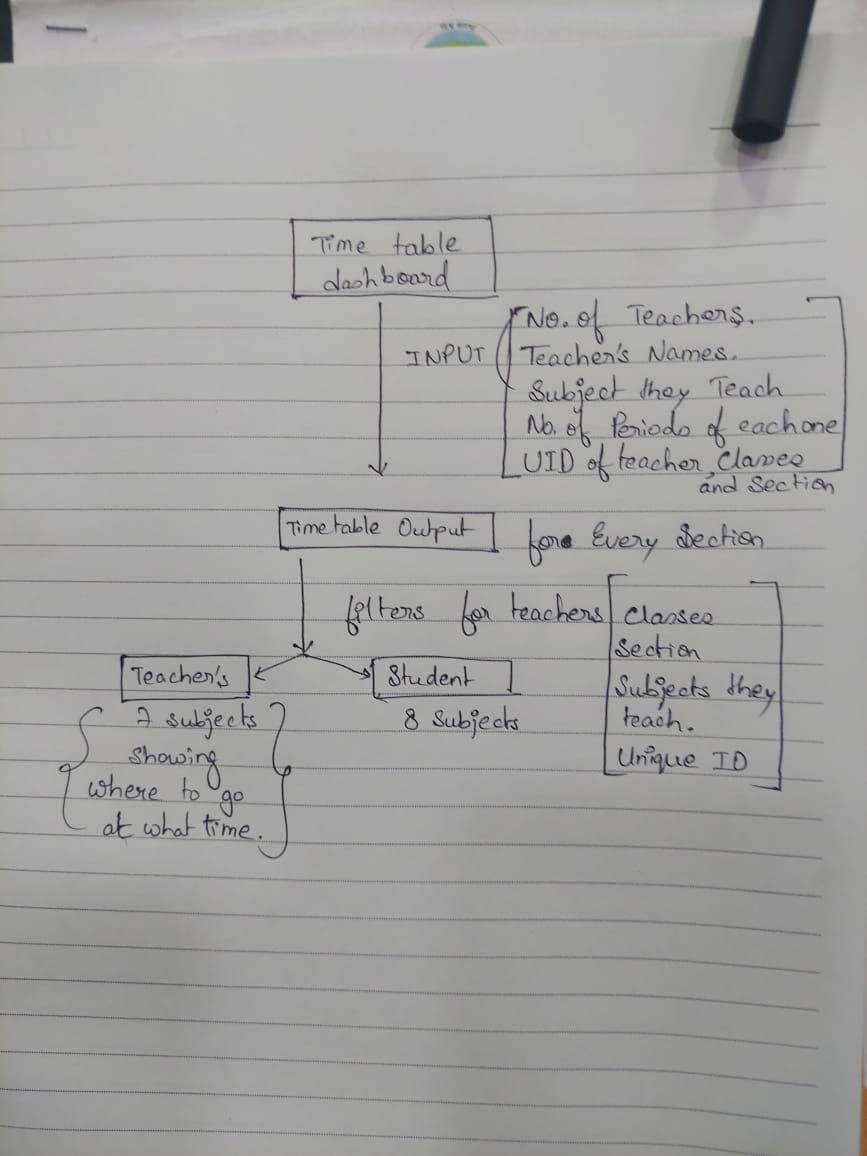 Time table
dashboard
INPUT
No. of Teachers.
Teacher's Names.
Subject they Teach
No. of Periods of each one
UID of teacher, Classes
and Section
Timetable Output
for Every Section
filters for teachers
Classes
Section
Subjects they
teach.
Unique ID
Teacher's
7 subjects
showing
where to go
at what time.
Student
8 Subjects